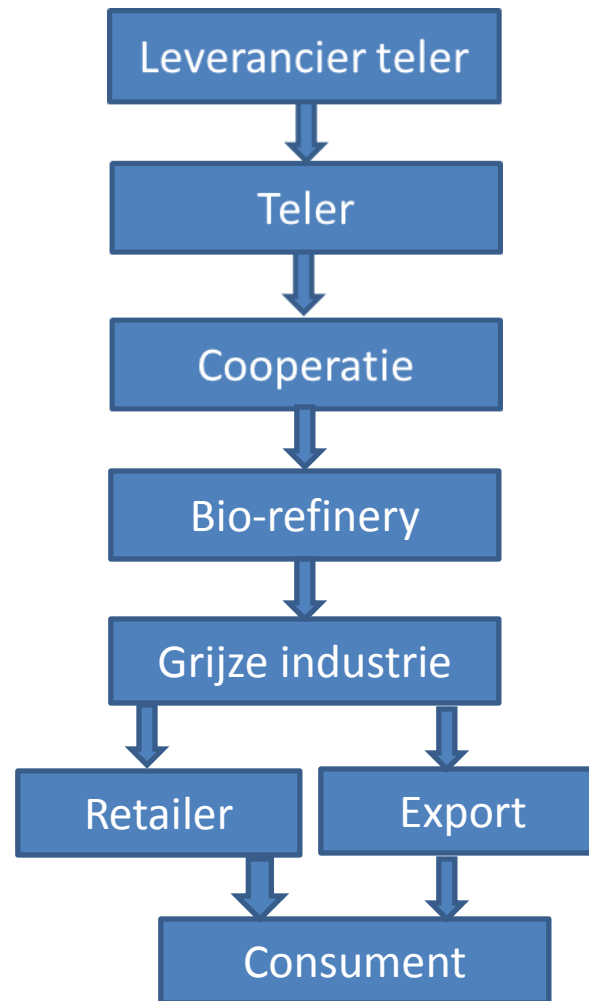 Leverancier teler
Teler
Cooperatie
Bio-refinery
Grijze industrie
Retailer
Export
Consument